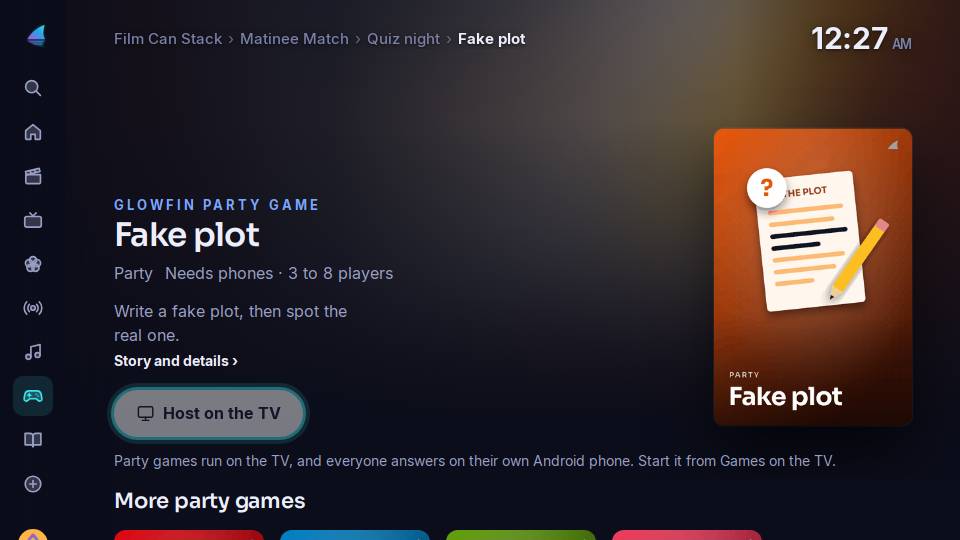 Film Can Stack › Matinee Match › Quiz night › Fake plot
12:27 AM
GLOWFIN PARTY GAME
Fake plot
Party Needs phones · 3 to 8 players
Write a fake plot, then spot the
real one.
Story and details ›
Host on the TV
Party games run on the TV, and everyone answers on their own Android phone. Start it from Games on the TV.
?
THE PLOT
PARTY
Fake plot
More party games